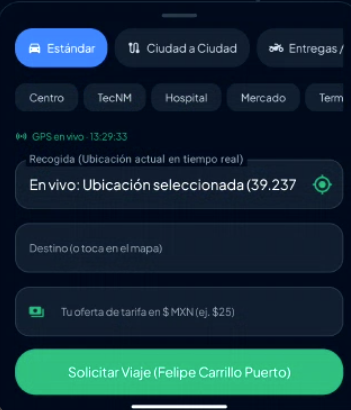 Estándar
Ciudad a Ciudad
Entregas /
Centro
TecNM
Hospital
Mercado
Term
GPS en vivo · 13:29:33
Recogida (Ubicación actual en tiempo real)
En vivo: Ubicación seleccionada (39.237
Destino (o toca en el mapa)
Tu oferta de tarifa en $ MXN (ej. $25)
Solicitar Viaje (Felipe Carrillo Puerto)